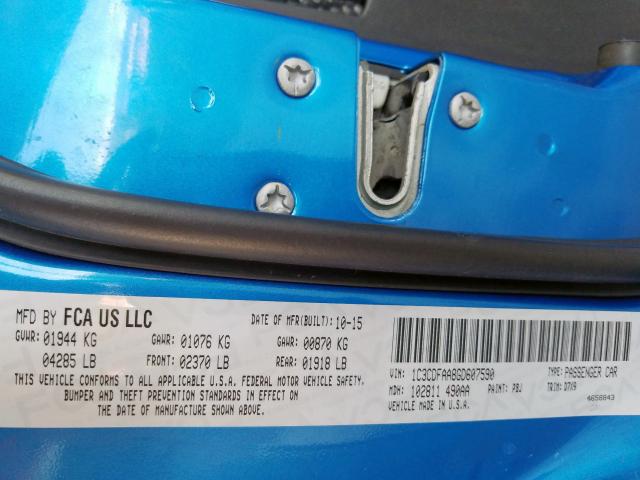 MFD BY FCA US LLC
DATE OF MFR(BUILT): 10-15
GVWR: 01944 KG GAWR: 01076 KG GAWR: 00870 KG
04285 LB FRONT: 02370 LB REAR: 01918 LB
THIS VEHICLE CONFORMS TO ALL APPLICABLE U.S.A. FEDERAL MOTOR VEHICLE SAFETY,
BUMPER AND THEFT PREVENTION STANDARDS IN EFFECT ON
THE DATE OF MANUFACTURE SHOWN ABOVE.
VIN: 1C3CDFAA8GD607590 TYPE: PASSENGER CAR
MDH: 102811 490AA PAINT: PBJ TRIM: D7X9
VEHICLE MADE IN U.S.A.
4658843